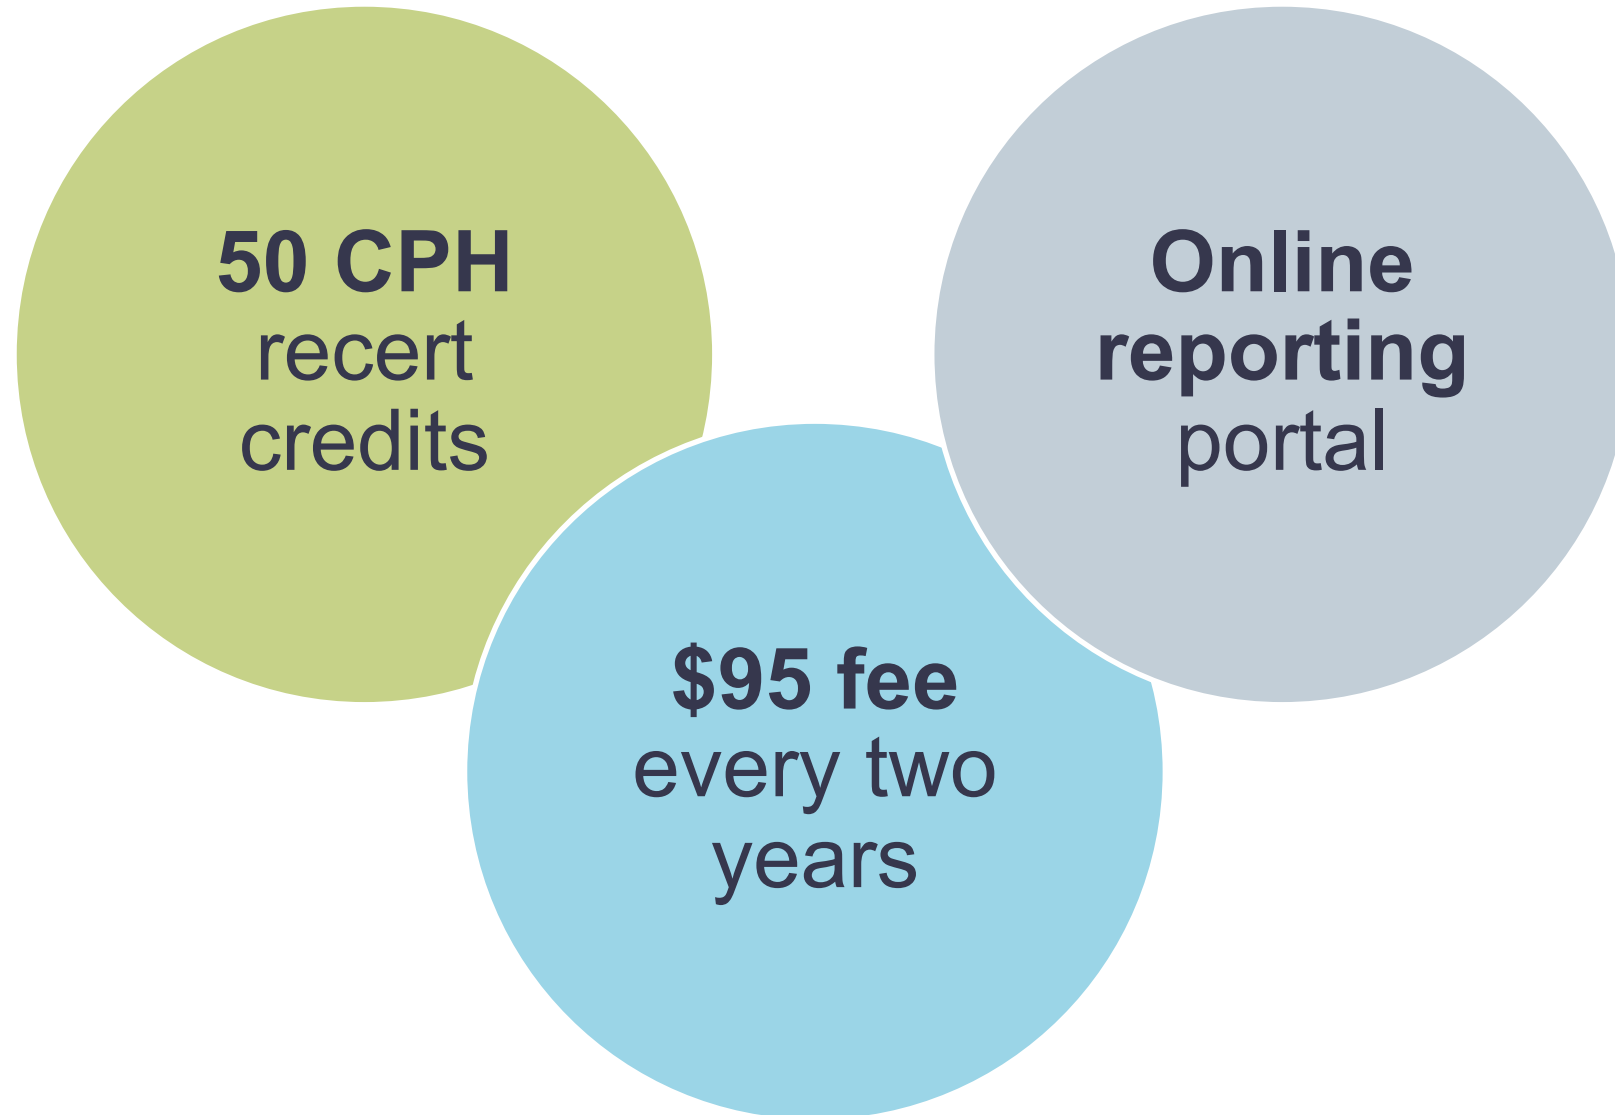 50 CPH
recert
credits
$95 fee
every two
years
Online
reporting
portal